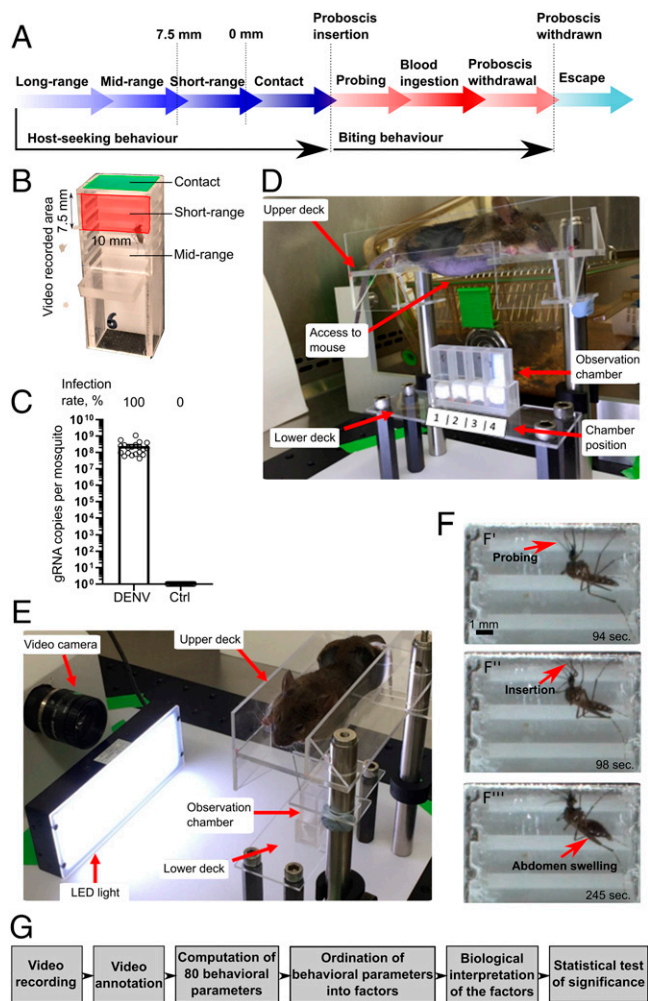 A
7.5 mm
0 mm
Proboscis
insertion
Proboscis
withdrawn
Long-range
Mid-range
Short-range
Contact
Probing
Blood
ingestion
Proboscis
withdrawal
Escape
Host-seeking behaviour
Biting behaviour
B
Video recorded area
7.5 mm
10 mm
Contact
Short-range
Mid-range
6
C
Infection
rate, %
100
0
gRNA copies per mosquito
10¹⁰
10⁹
10⁸
10⁷
10⁶
10⁵
10⁴
10³
10²
10¹
10⁰
DENV
Ctrl
D
Upper deck
Access to
mouse
Observation
chamber
Lower deck
1 | 2 | 3 | 4
Chamber
position
E
Video camera
Upper deck
Observation
chamber
Lower deck
LED light
F
F'
Probing
1 mm
94 sec.
F''
Insertion
98 sec.
F'''
Abdomen swelling
245 sec.
G
Video
recording
Video
annotation
Computation of
80 behavioral
parameters
Ordination of
behavioral parameters
into factors
Biological
interpretation
of the factors
Statistical test
of significance